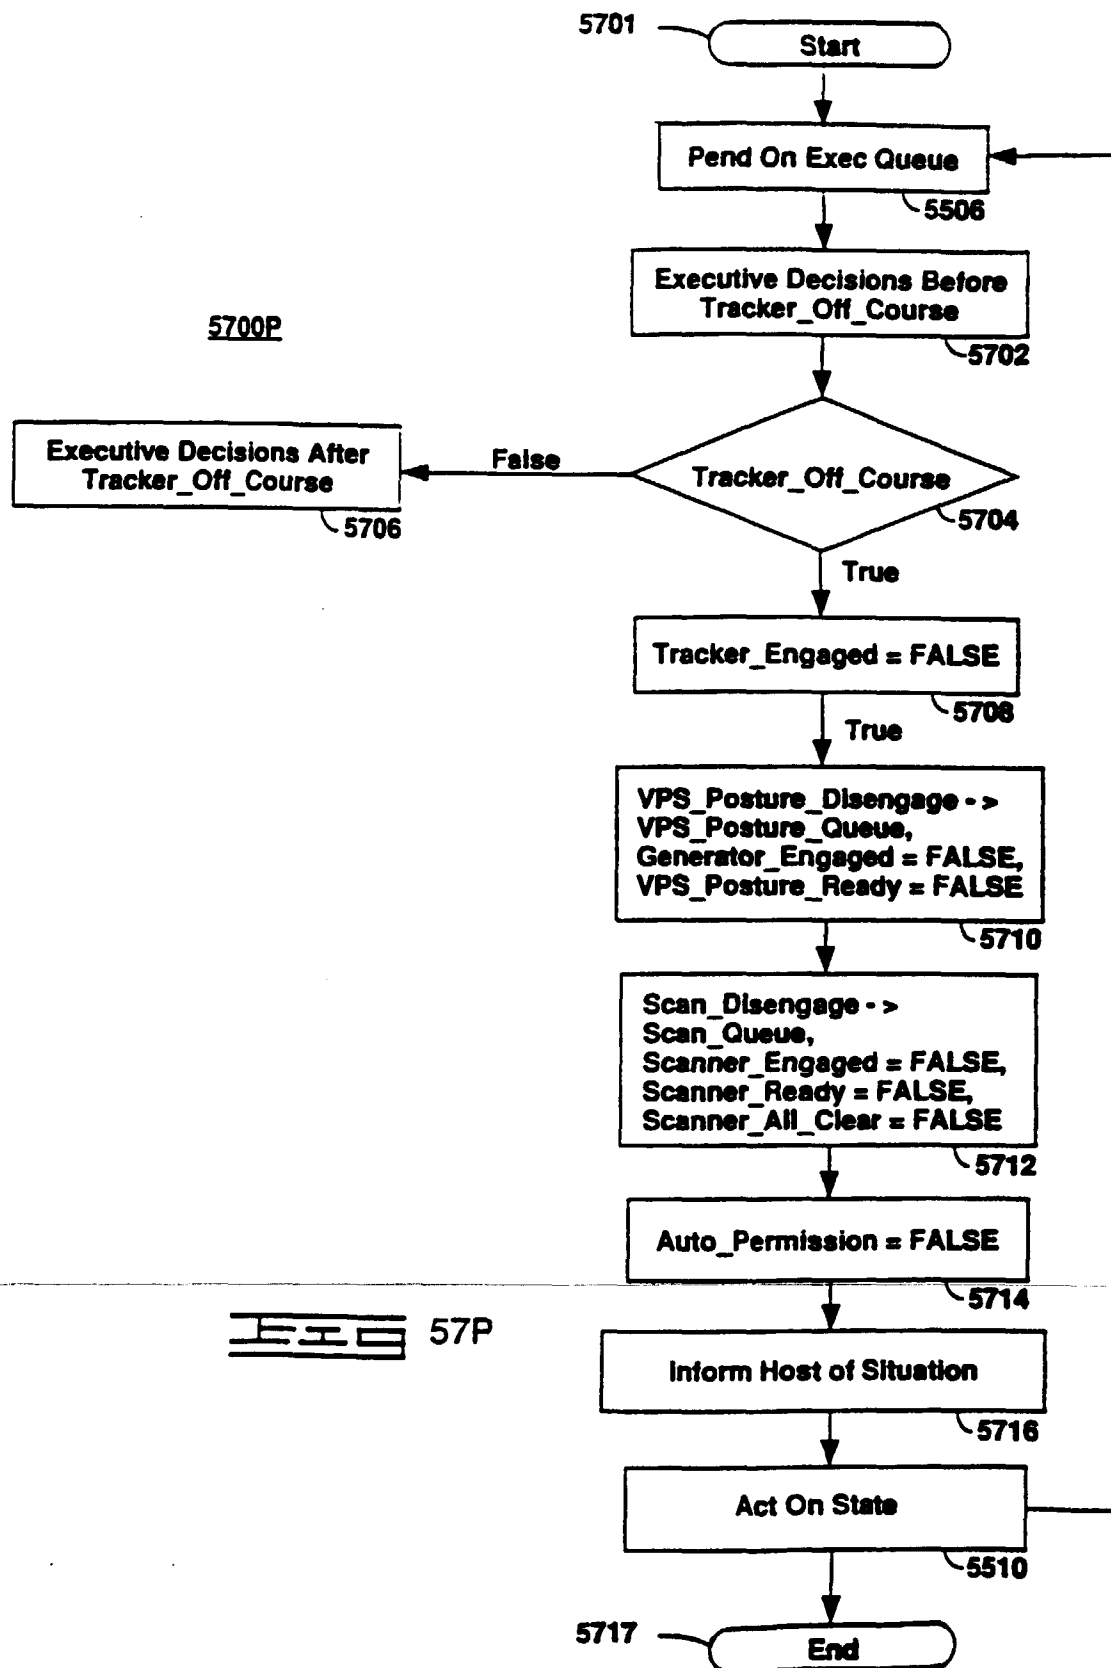 5701
Start
Pend On Exec Queue
5506
Executive Decisions Before
Tracker_Off_Course
5702
5700P
Executive Decisions After
Tracker_Off_Course
5706
False
Tracker_Off_Course
5704
True
Tracker_Engaged = FALSE
5708
True
VPS_Posture_Disengage - >
VPS_Posture_Queue,
Generator_Engaged = FALSE,
VPS_Posture_Ready = FALSE
5710
Scan_Disengage - >
Scan_Queue,
Scanner_Engaged = FALSE,
Scanner_Ready = FALSE,
Scanner_All_Clear = FALSE
5712
Auto_Permission = FALSE
5714
57P
Inform Host of Situation
5716
Act On State
5510
5717
End